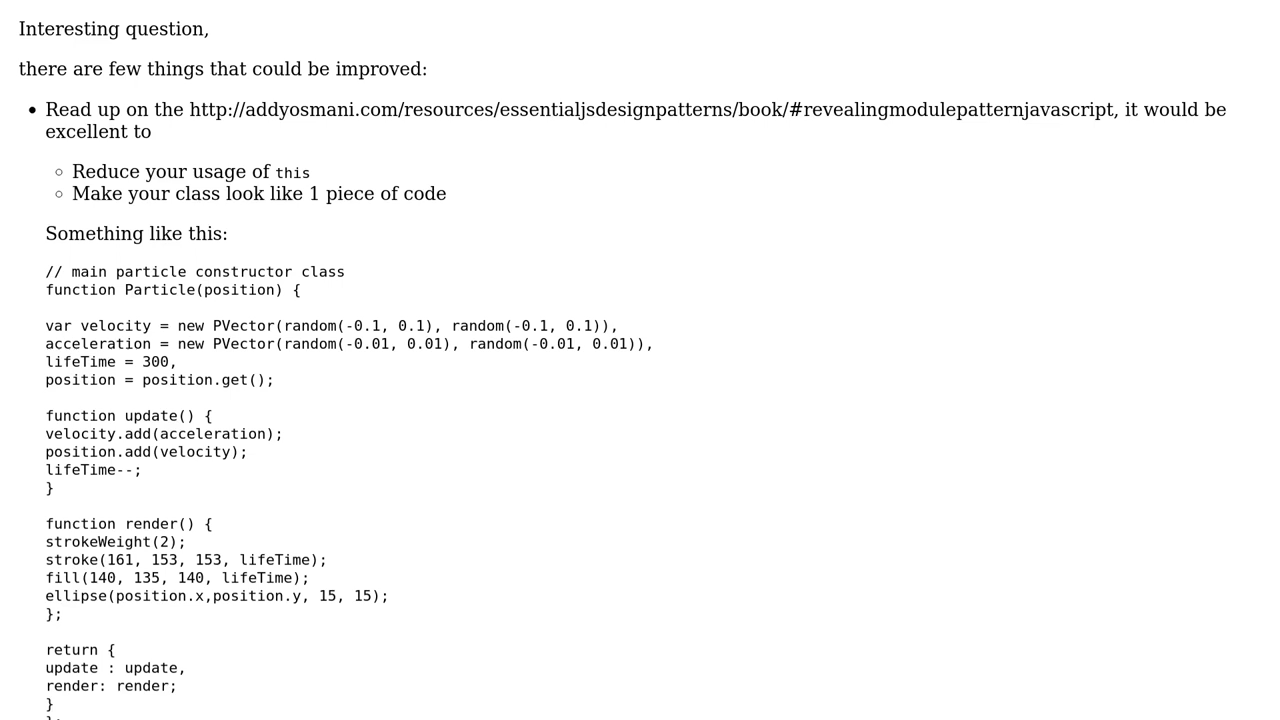 Interesting question,
there are few things that could be improved:
• Read up on the http://addyosmani.com/resources/essentialjsdesignpatterns/book/#revealingmodulepatternjavascript, it would be
excellent to
◦ Reduce your usage of this
◦ Make your class look like 1 piece of code
Something like this:
// main particle constructor class
function Particle(position) {
var velocity = new PVector(random(-0.1, 0.1), random(-0.1, 0.1)),
acceleration = new PVector(random(-0.01, 0.01), random(-0.01, 0.01)),
lifeTime = 300,
position = position.get();
function update() {
velocity.add(acceleration);
position.add(velocity);
lifeTime--;
}
function render() {
strokeWeight(2);
stroke(161, 153, 153, lifeTime);
fill(140, 135, 140, lifeTime);
ellipse(position.x,position.y, 15, 15);
};
return {
update : update,
render: render;
}